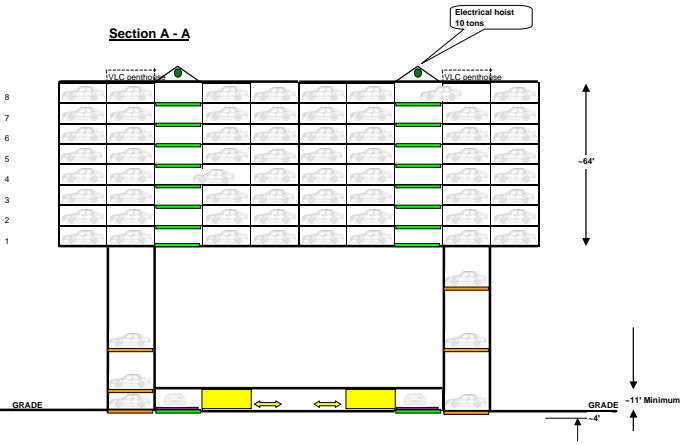 Electrical hoist
10 tons
Section A - A
VLC penthouse
VLC penthouse
8
7
6
5
4
3
2
1
~64'
GRADE
GRADE
~11' Minimum
~4'